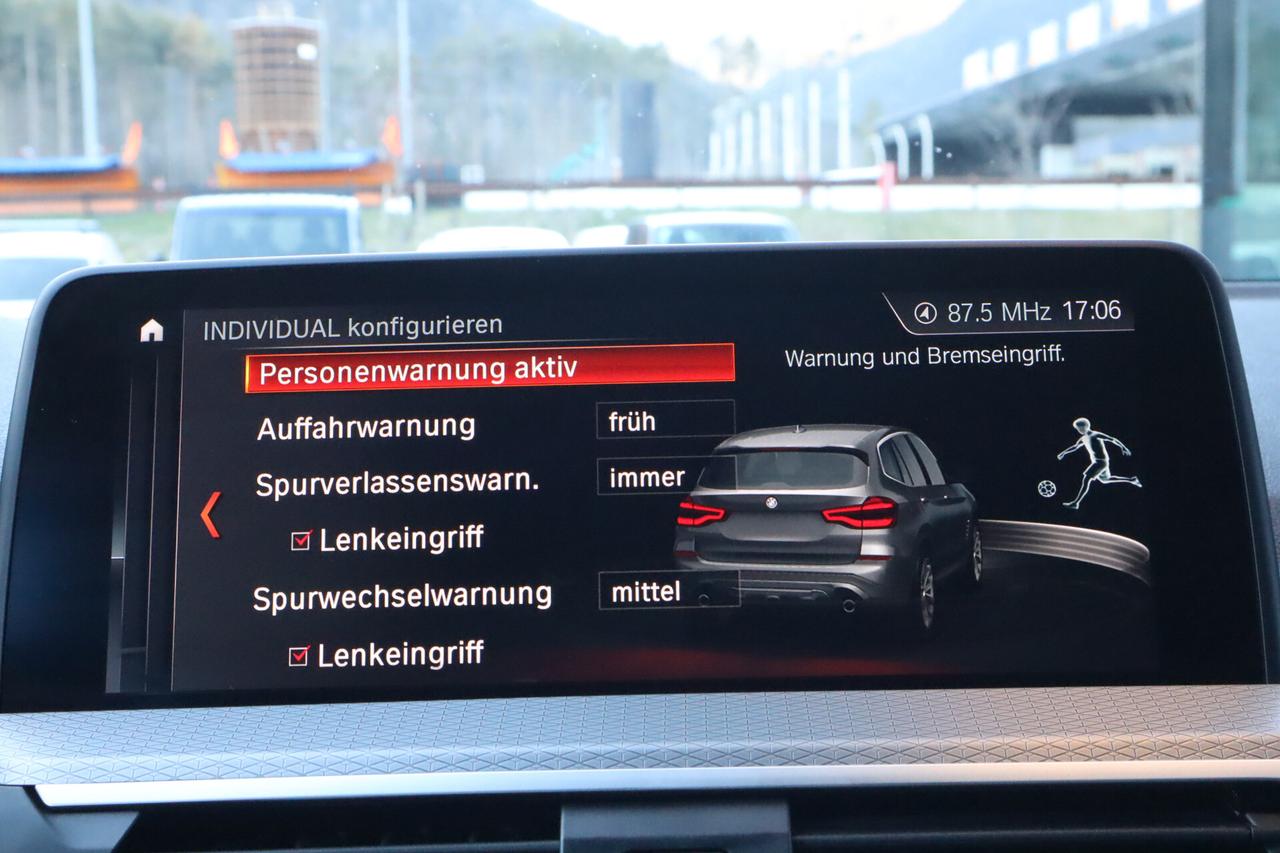 INDIVIDUAL konfigurieren
87.5 MHz 17:06
Personenwarnung aktiv
Warnung und Bremseingriff.
Auffahrwarnung früh
Spurverlassenswarn. immer
Lenkeingriff
Spurwechselwarnung mittel
Lenkeingriff